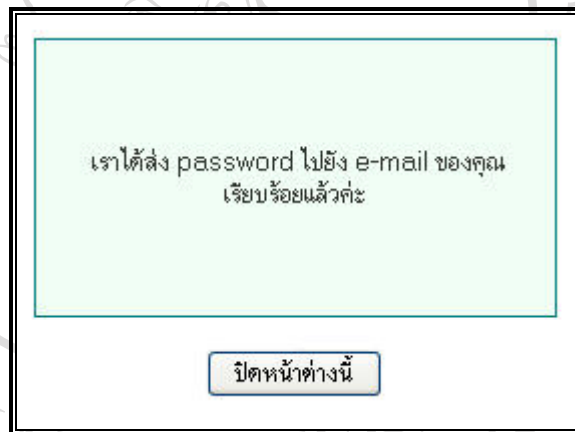 เราได้ส่ง password ไปยัง e-mail ของคุณ
เรียบร้อยแล้วค่ะ
ปิดหน้าต่างนี้